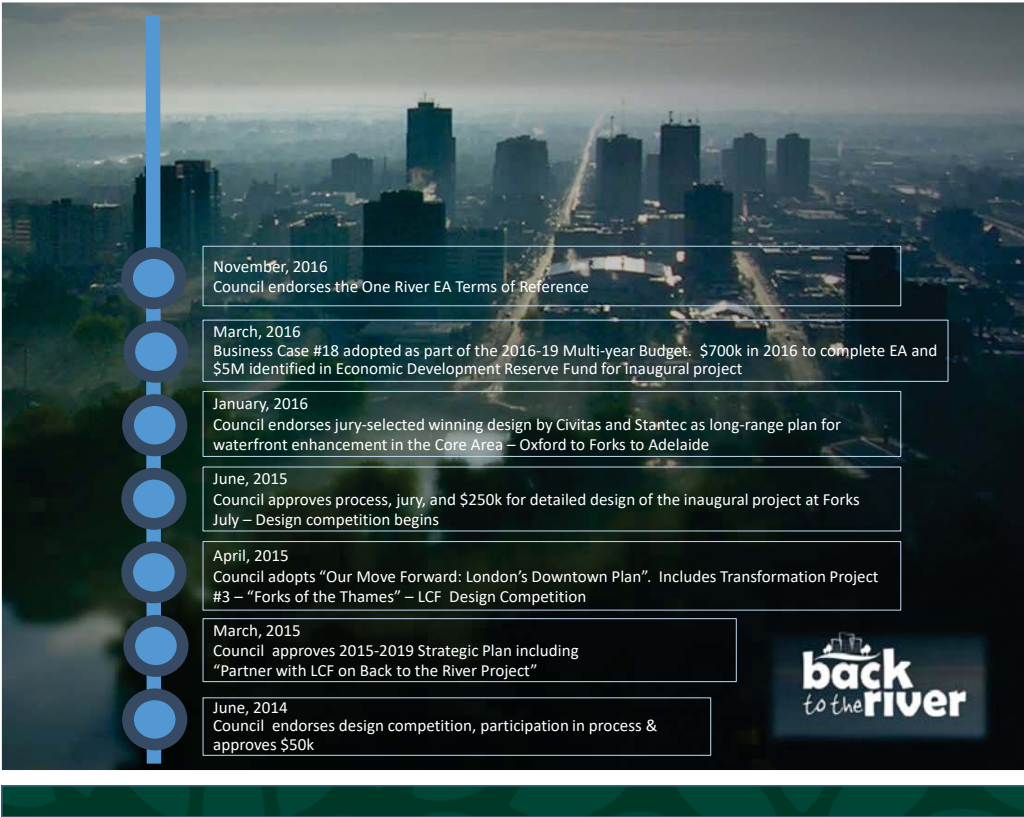 November, 2016
Council endorses the One River EA Terms of Reference
March, 2016
Business Case #18 adopted as part of the 2016-19 Multi-year Budget.  $700k in 2016 to complete EA and
$5M identified in Economic Development Reserve Fund for inaugural project
January, 2016
Council endorses jury-selected winning design by Civitas and Stantec as long-range plan for
waterfront enhancement in the Core Area – Oxford to Forks to Adelaide
June, 2015
Council approves process, jury, and $250k for detailed design of the inaugural project at Forks
July – Design competition begins
April, 2015
Council adopts “Our Move Forward: London’s Downtown Plan”.  Includes Transformation Project
#3 – “Forks of the Thames” – LCF  Design Competition
March, 2015
Council  approves 2015-2019 Strategic Plan including
“Partner with LCF on Back to the River Project”
June, 2014
Council  endorses design competition, participation in process &
approves $50k
back
to the river